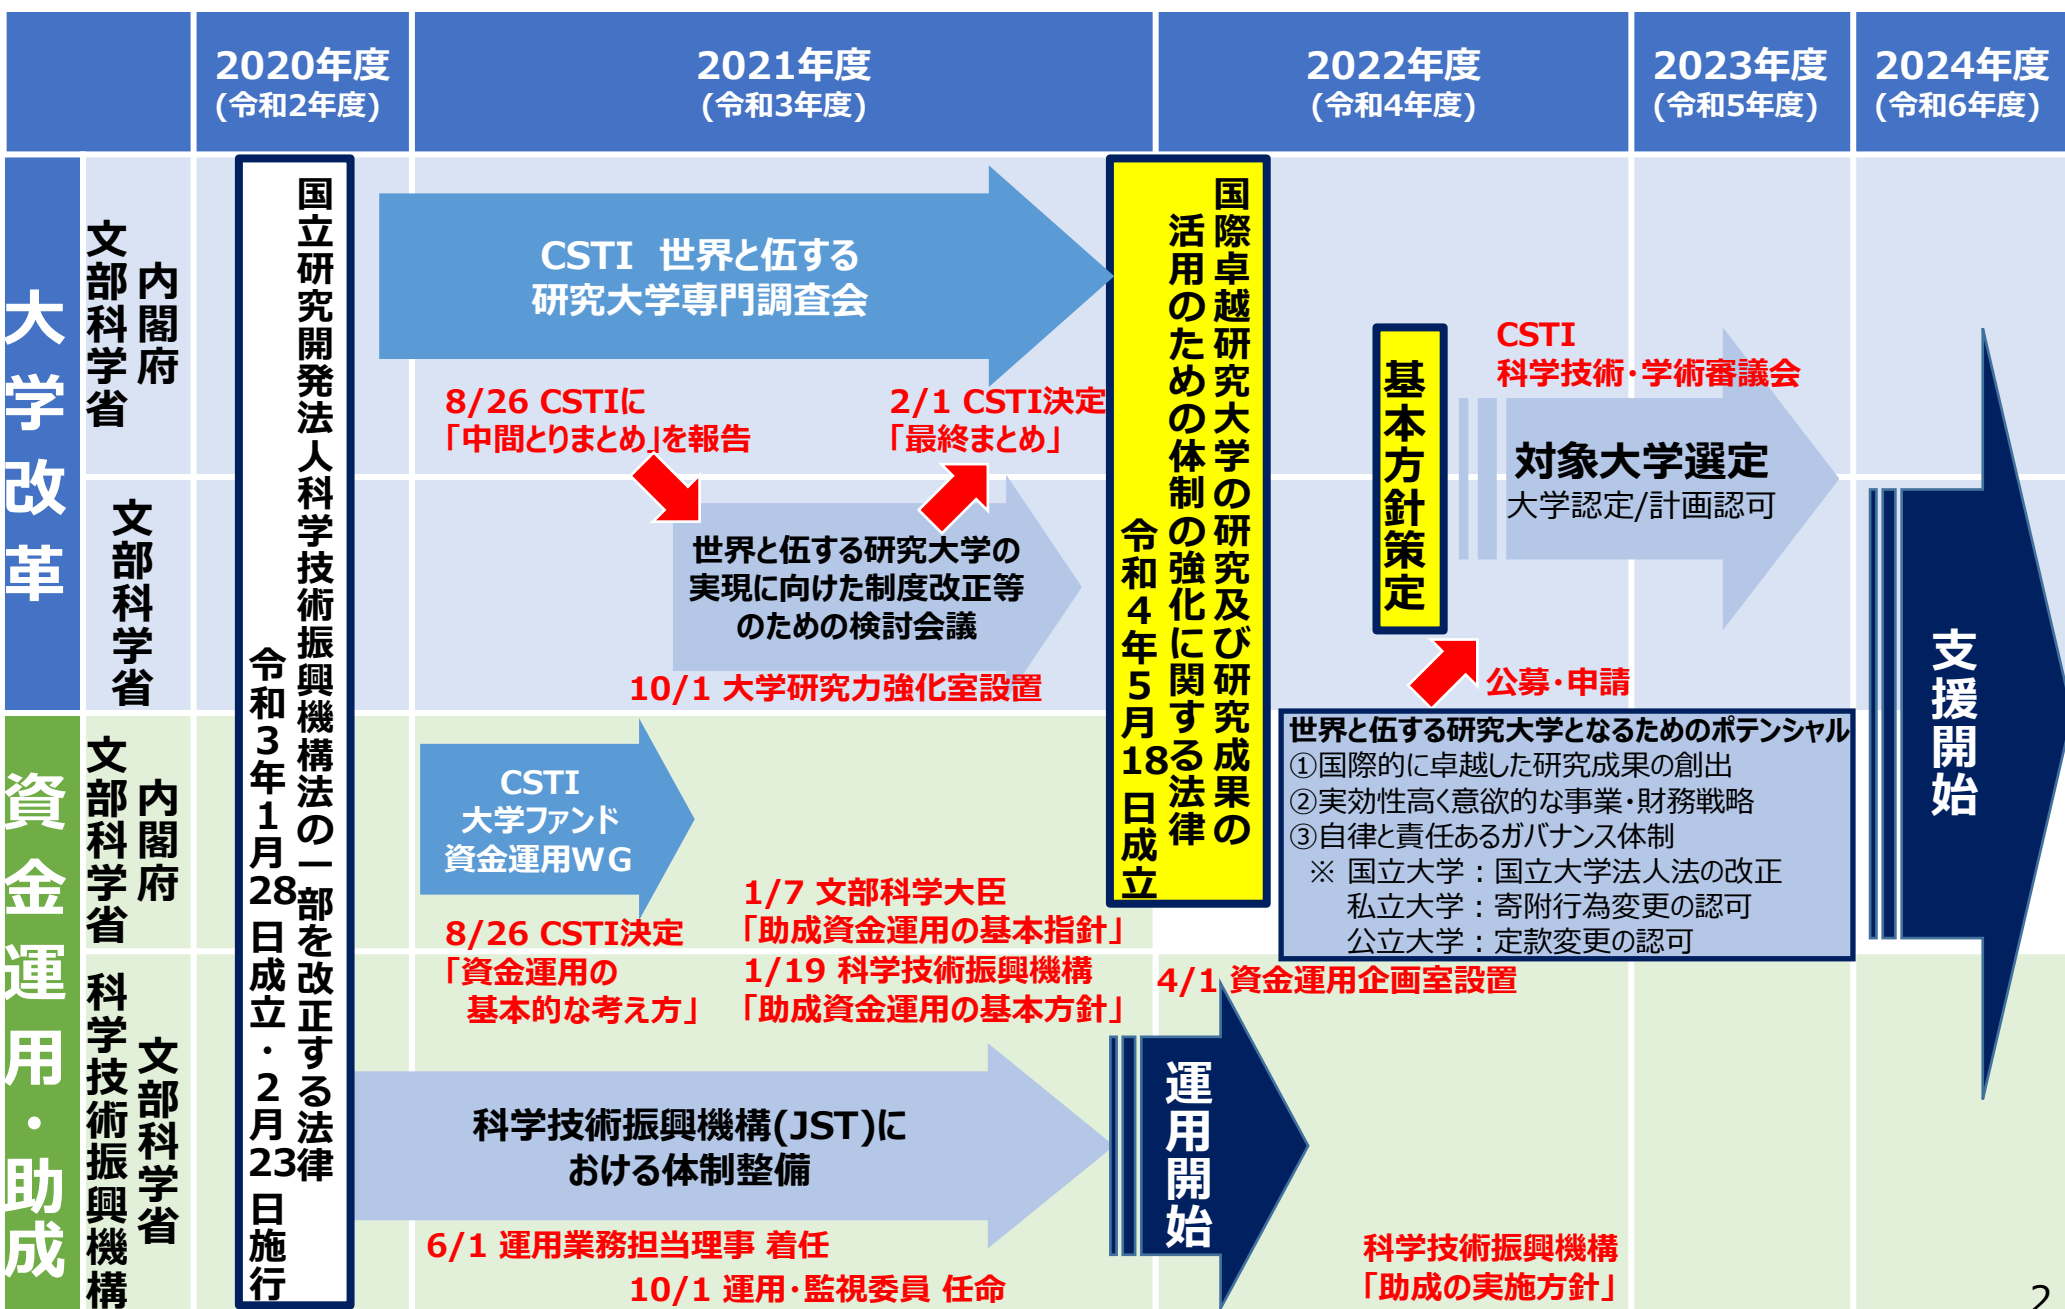 2020年度
(令和2年度)
2021年度
(令和3年度)
2022年度
(令和4年度)
2023年度
(令和5年度)
2024年度
(令和6年度)
大学改革
内閣府
文部科学省
文部科学省
資金運用・助成
内閣府
文部科学省
文部科学省
科学技術振興機構
国立研究開発法人科学技術振興機構法の一部を改正する法律
令和3年1月28日成立・2月23日施行
CSTI 世界と伍する
研究大学専門調査会
8/26 CSTIに
「中間とりまとめ」を報告
2/1 CSTI決定
「最終まとめ」
世界と伍する研究大学の
実現に向けた制度改正等
のための検討会議
10/1 大学研究力強化室設置
国際卓越研究大学の研究及び研究成果の
活用のための体制の強化に関する法律
令和4年5月18日成立
基本方針策定
CSTI
科学技術・学術審議会
対象大学選定
大学認定/計画認可
公募・申請
世界と伍する研究大学となるためのポテンシャル
①国際的に卓越した研究成果の創出
②実効性高く意欲的な事業・財務戦略
③自律と責任あるガバナンス体制
※ 国立大学：国立大学法人法の改正
私立大学：寄附行為変更の認可
公立大学：定款変更の認可
支援開始
CSTI
大学ファンド
資金運用WG
8/26 CSTI決定
「資金運用の
基本的な考え方」
1/7 文部科学大臣
「助成資金運用の基本指針」
1/19 科学技術振興機構
「助成資金運用の基本方針」
4/1 資金運用企画室設置
科学技術振興機構(JST)に
おける体制整備
運用開始
6/1 運用業務担当理事 着任
10/1 運用・監視委員 任命
科学技術振興機構
「助成の実施方針」
2